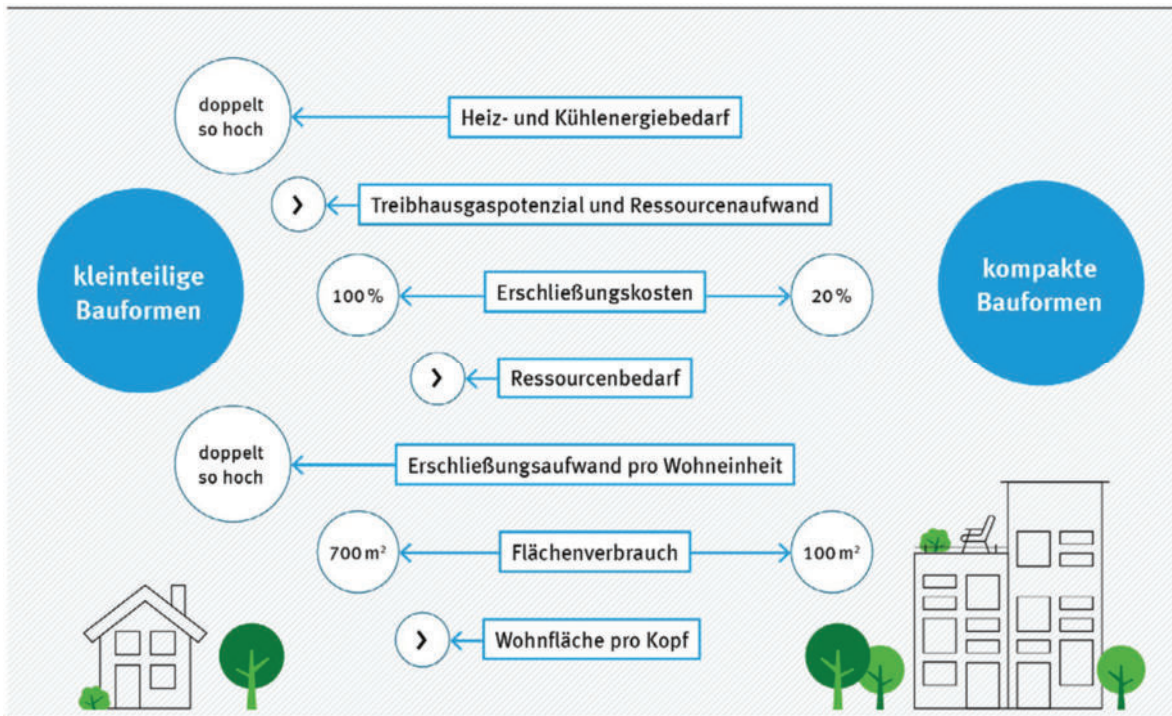 doppelt
so hoch
Heiz- und Kühlenergiebedarf
›
Treibhausgaspotenzial und Ressourcenaufwand
kleinteilige
Bauformen
kompakte
Bauformen
100 %
Erschließungskosten
20 %
›
Ressourcenbedarf
doppelt
so hoch
Erschließungsaufwand pro Wohneinheit
700 m²
Flächenverbrauch
100 m²
›
Wohnfläche pro Kopf